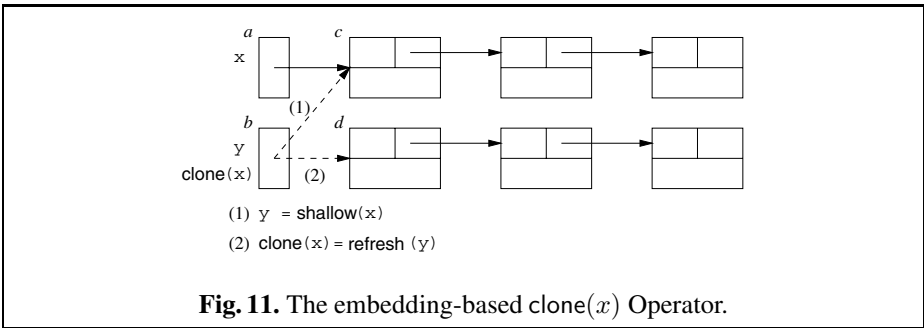 a c
x
(1)
b d
y
clone(x) (2)
(1) y = shallow(x)
(2) clone(x) = refresh (y)
Fig. 11. The embedding-based clone(x) Operator.